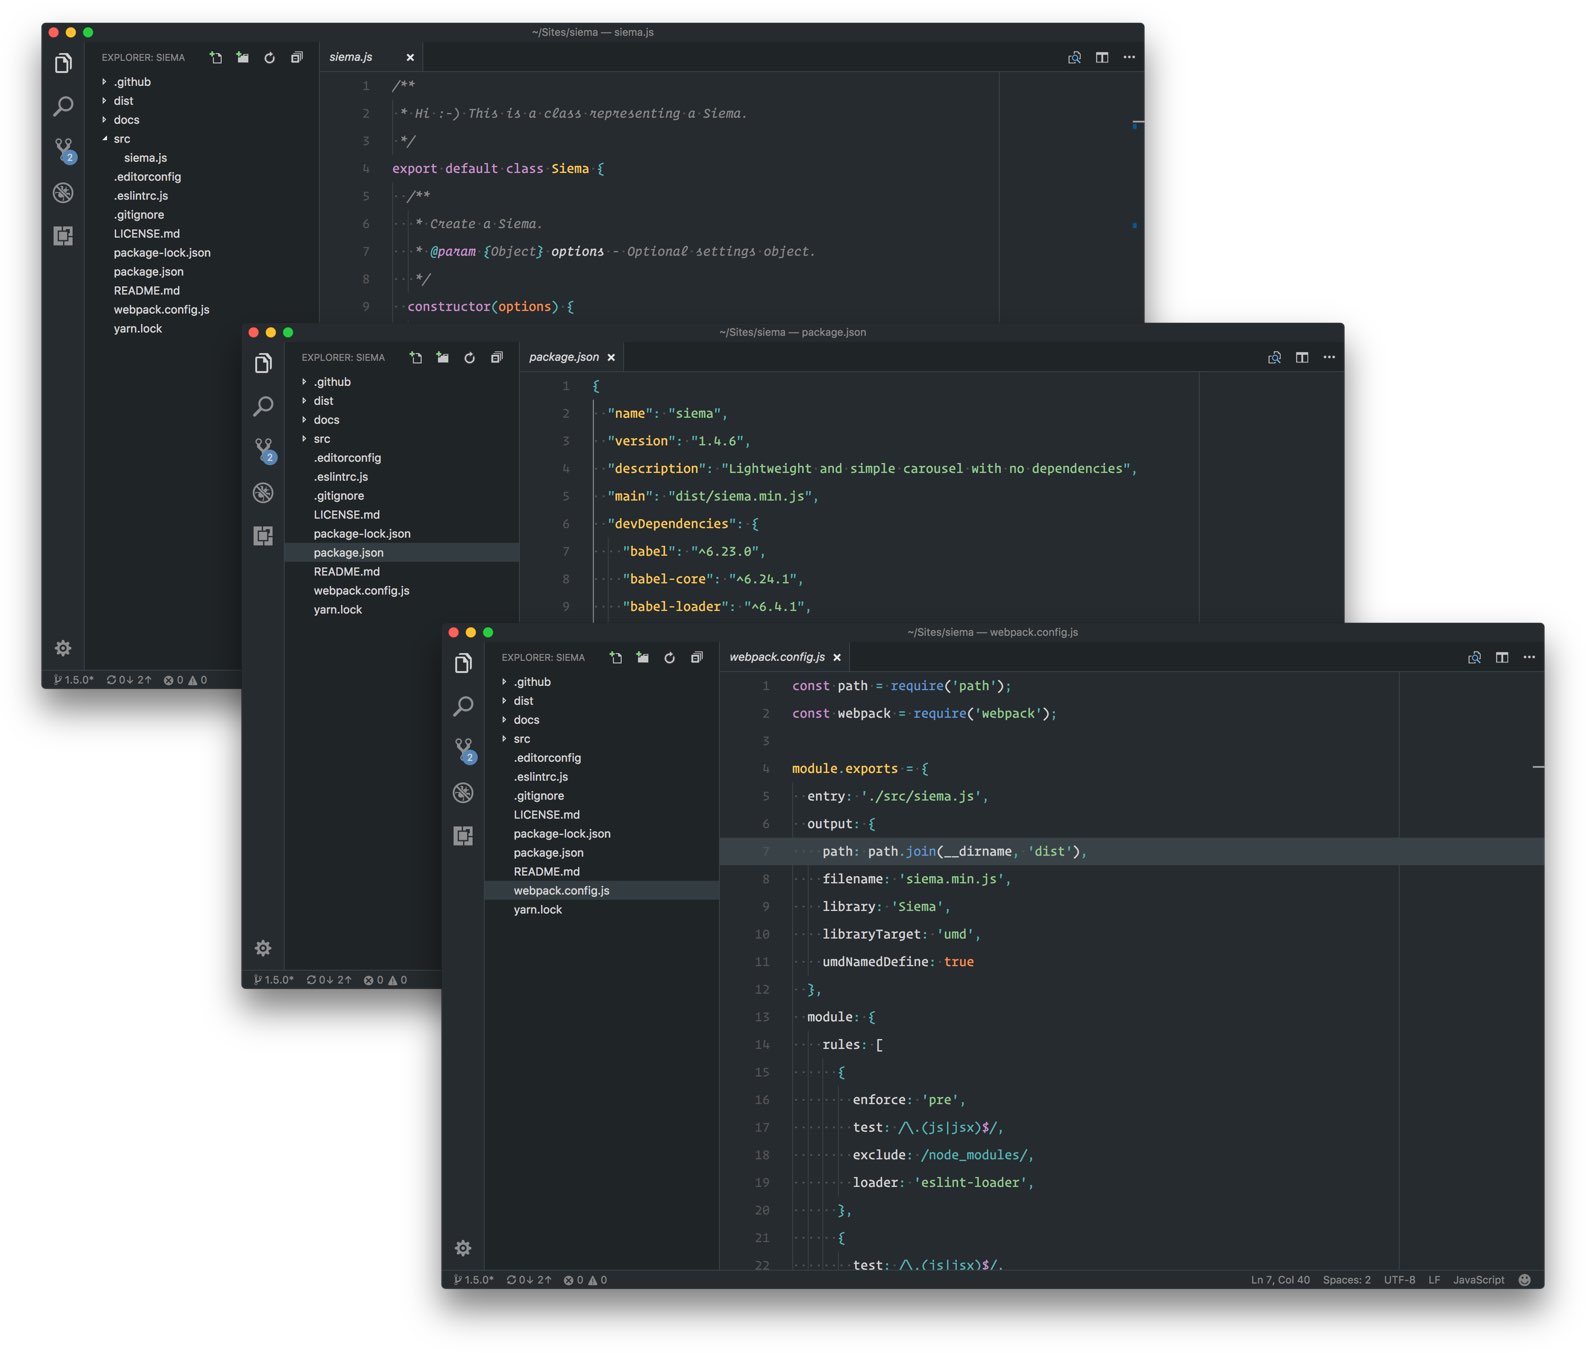 ~/Sites/siema — siema.js
EXPLORER: SIEMA
siema.js
.github
dist
docs
src
siema.js
.editorconfig
.eslintrc.js
.gitignore
LICENSE.md
package-lock.json
package.json
README.md
webpack.config.js
yarn.lock
2
1 /**
2 * Hi :-) This is a class representing a Siema.
3 */
4 export default class Siema {
5 /**
6 * Create a Siema.
7 * @param {Object} options - Optional settings object.
8 */
9 constructor(options) {
1.5.0* 0↓ 2↑ 0 0
~/Sites/siema — package.json
EXPLORER: SIEMA
package.json
.github
dist
docs
src
.editorconfig
.eslintrc.js
.gitignore
LICENSE.md
package-lock.json
package.json
README.md
webpack.config.js
yarn.lock
2
1 {
2 "name": "siema",
3 "version": "1.4.6",
4 "description": "Lightweight and simple carousel with no dependencies",
5 "main": "dist/siema.min.js",
6 "devDependencies": {
7 "babel": "^6.23.0",
8 "babel-core": "^6.24.1",
9 "babel-loader": "^6.4.1",
1.5.0* 0↓ 2↑ 0 0
~/Sites/siema — webpack.config.js
EXPLORER: SIEMA
webpack.config.js
.github
dist
docs
src
.editorconfig
.eslintrc.js
.gitignore
LICENSE.md
package-lock.json
package.json
README.md
webpack.config.js
yarn.lock
2
1 const path = require('path');
2 const webpack = require('webpack');
3
4 module.exports = {
5 entry: './src/siema.js',
6 output: {
7 path: path.join(__dirname, 'dist'),
8 filename: 'siema.min.js',
9 library: 'Siema',
10 libraryTarget: 'umd',
11 umdNamedDefine: true
12 },
13 module: {
14 rules: [
15 {
16 enforce: 'pre',
17 test: /\.(js|jsx)$/,
18 exclude: /node_modules/,
19 loader: 'eslint-loader',
20 },
21 {
22 test: /\.(js|jsx)$/,
1.5.0* 0↓ 2↑ 0 0
Ln 7, Col 40 Spaces: 2 UTF-8 LF JavaScript